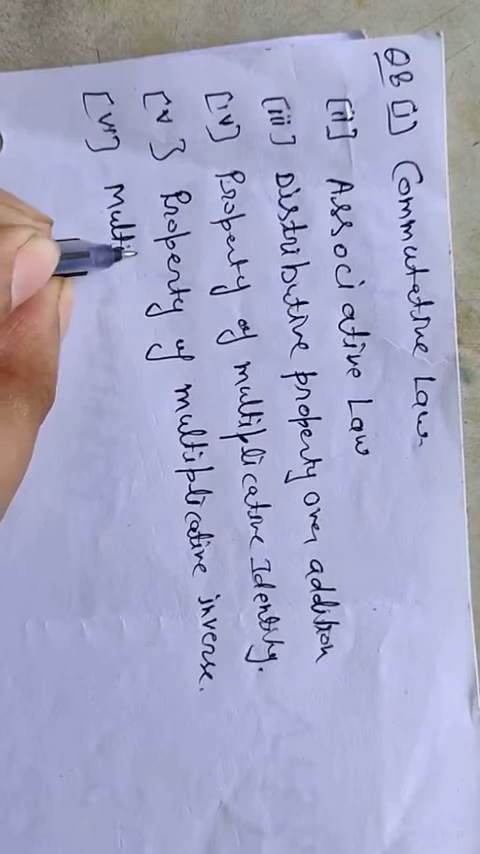 Q8 [i] Commutative Law.
[ii] Associative Law
[iii] Distributive property over addition
[iv] Property of multiplicative Identity.
[v] Property of multiplicative inverse.
[vi] Multi